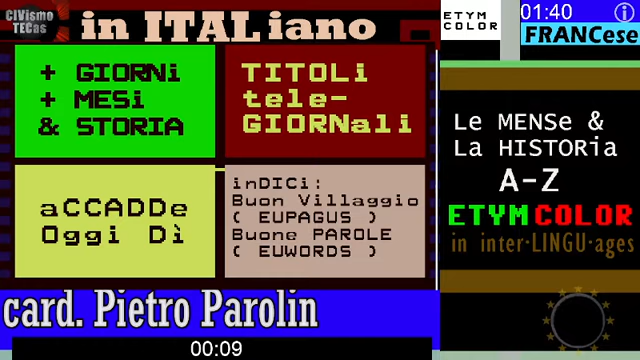 CIVismo
TECas
in ITALiano
ETYM
COLOR
01:40
FRANCese
+ GIORNi
+ MESi
& STORIA
TITOLi
tele-
GIORNali
aCCADDe
Oggi Dì
inDICi:
Buon Villaggio
( EUPAGUS )
Buone PAROLE
( EUWORDS )
Le MENSe &
La HISTORia
A-Z
ETYMCOLOR
in inter·LINGU·ages
card. Pietro Parolin
00:09